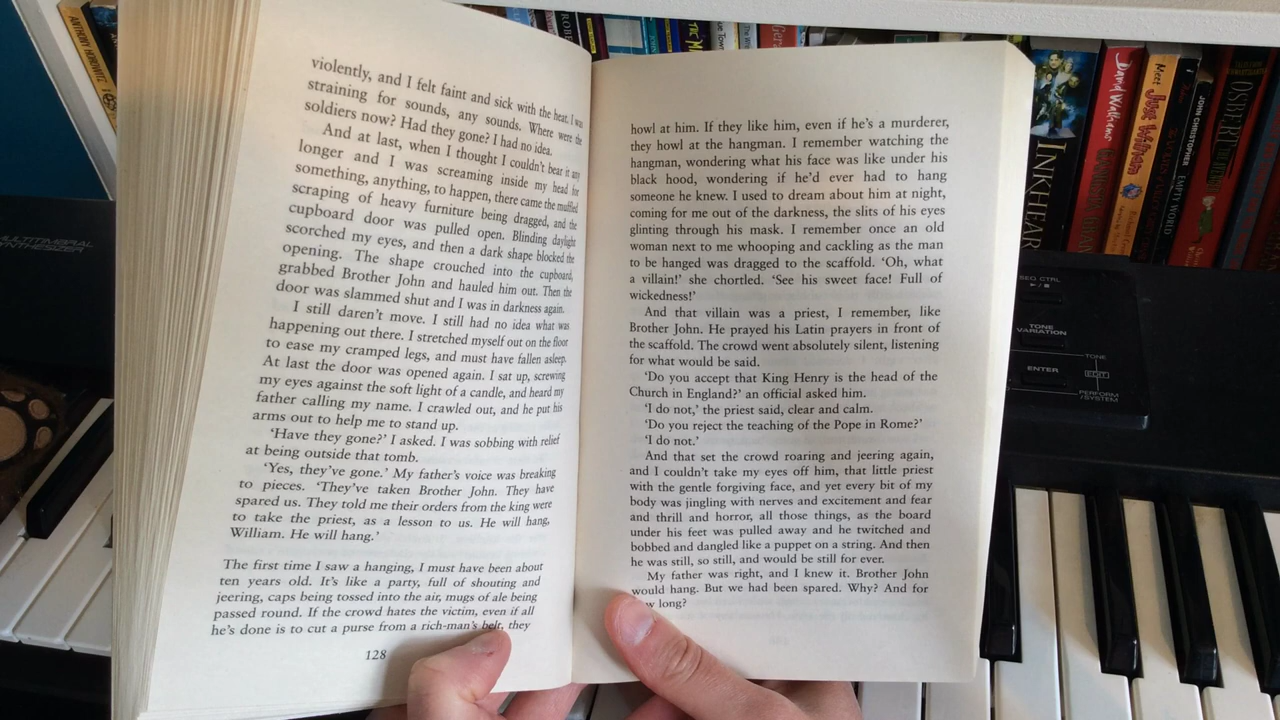 violently, and I felt faint and sick with the heat. I was
straining for sounds, any sounds. Where were the
soldiers now? Had they gone? I had no idea.
And at last, when I thought I couldn't bear it any
longer and I was screaming inside my head for
something, anything, to happen, there came the muffled
scraping of heavy furniture being dragged, and the
cupboard door was pulled open. Blinding daylight
scorched my eyes, and then a dark shape blocked the
opening. The shape crouched into the cupboard,
grabbed Brother John and hauled him out. Then the
door was slammed shut and I was in darkness again.
I still daren't move. I still had no idea what was
happening out there. I stretched myself out on the floor
to ease my cramped legs, and must have fallen asleep.
At last the door was opened again. I sat up, screwing
my eyes against the soft light of a candle, and heard my
father calling my name. I crawled out, and he put his
arms out to help me to stand up.
'Have they gone?' I asked. I was sobbing with relief
at being outside that tomb.
'Yes, they've gone.' My father's voice was breaking
to pieces. 'They've taken Brother John. They have
spared us. They told me their orders from the king were
to take the priest, as a lesson to us. He will hang,
William. He will hang.'
The first time I saw a hanging, I must have been about
ten years old. It's like a party, full of shouting and
jeering, caps being tossed into the air, mugs of ale being
passed round. If the crowd hates the victim, even if all
he's done is to cut a purse from a rich-man's belt, they
128
howl at him. If they like him, even if he's a murderer,
they howl at the hangman. I remember watching the
hangman, wondering what his face was like under his
black hood, wondering if he'd ever had to hang
someone he knew. I used to dream about him at night,
coming for me out of the darkness, the slits of his eyes
glinting through his mask. I remember once an old
woman next to me whooping and cackling as the man
to be hanged was dragged to the scaffold. 'Oh, what
a villain!' she chortled. 'See his sweet face! Full of
wickedness!'
And that villain was a priest, I remember, like
Brother John. He prayed his Latin prayers in front of
the scaffold. The crowd went absolutely silent, listening
for what would be said.
'Do you accept that King Henry is the head of the
Church in England?' an official asked him.
'I do not,' the priest said, clear and calm.
'Do you reject the teaching of the Pope in Rome?'
'I do not.'
And that set the crowd roaring and jeering again,
and I couldn't take my eyes off him, that little priest
with the gentle forgiving face, and yet every bit of my
body was jingling with nerves and excitement and fear
and thrill and horror, all those things, as the board
under his feet was pulled away and he twitched and
bobbed and dangled like a puppet on a string. And then
he was still, so still, and would be still for ever.
My father was right, and I knew it. Brother John
would hang. But we had been spared. Why? And for
long?
ANTHONY HOROWITZ
INKHEAR
David Walliams
Meet
Just William
JOHN CHRISTOPHER
EMPTY WORLD
OSBERT
MULTITIMBRAL
SYNTHESIZER
SEQ CTRL
TONE
VARIATION
ENTER
TONE
EDIT
PERFORM
/SYSTEM